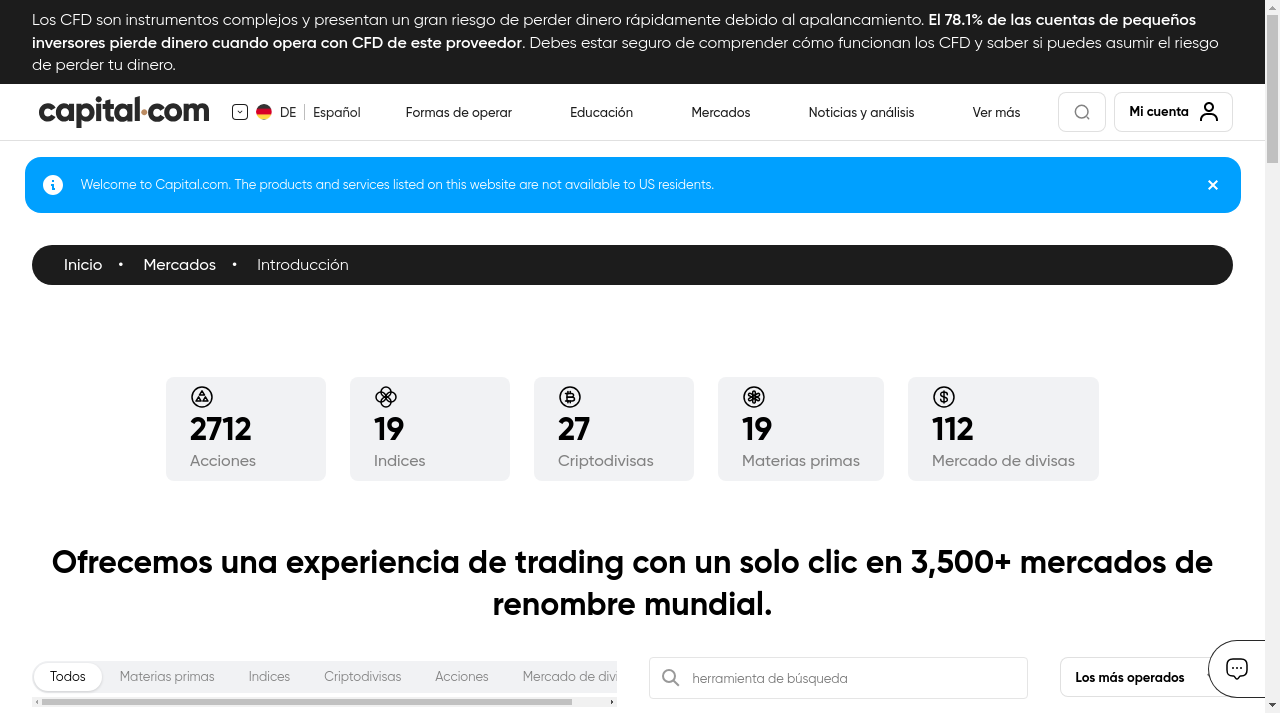 Los CFD son instrumentos complejos y presentan un gran riesgo de perder dinero rápidamente debido al apalancamiento. El 78.1% de las cuentas de pequeños
inversores pierde dinero cuando opera con CFD de este proveedor. Debes estar seguro de comprender cómo funcionan los CFD y saber si puedes asumir el riesgo
de perder tu dinero.
capital.com DE Español Formas de operar Educación Mercados Noticias y análisis Ver más Mi cuenta
Welcome to Capital.com. The products and services listed on this website are not available to US residents.
Inicio • Mercados • Introducción
2712 19 27 19 112
Acciones Indices Criptodivisas Materias primas Mercado de divisas
Ofrecemos una experiencia de trading con un solo clic en 3,500+ mercados de
renombre mundial.
Todos Materias primas Indices Criptodivisas Acciones Mercado de divi herramienta de búsqueda Los más operados